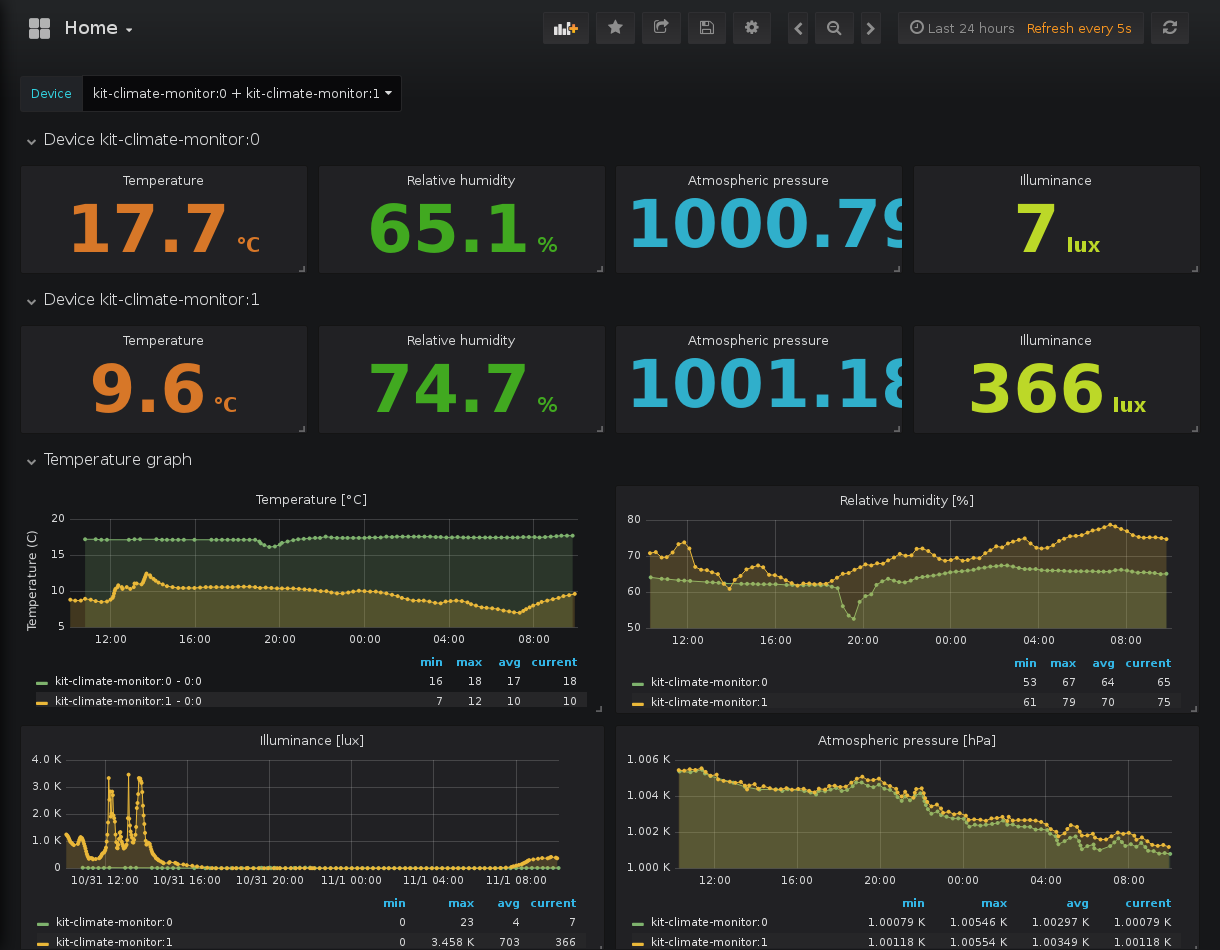 Home
Last 24 hours Refresh every 5s
Device kit-climate-monitor:0 + kit-climate-monitor:1
Device kit-climate-monitor:0
Temperature Relative humidity Atmospheric pressure Illuminance
17.7 °C 65.1 % 1000.79 7 lux
Device kit-climate-monitor:1
Temperature Relative humidity Atmospheric pressure Illuminance
9.6 °C 74.7 % 1001.18 366 lux
Temperature graph
Temperature [°C]
Temperature (C)
20
15
10
5
12:00 16:00 20:00 00:00 04:00 08:00
min max avg current
kit-climate-monitor:0 - 0:0 16 18 17 18
kit-climate-monitor:1 - 0:0 7 12 10 10
Relative humidity [%]
80
70
60
50
12:00 16:00 20:00 00:00 04:00 08:00
min max avg current
kit-climate-monitor:0 53 67 64 65
kit-climate-monitor:1 61 79 70 75
Illuminance [lux]
4.0 K
3.0 K
2.0 K
1.0 K
0
10/31 12:00 10/31 16:00 10/31 20:00 11/1 00:00 11/1 04:00 11/1 08:00
min max avg current
kit-climate-monitor:0 0 23 4 7
kit-climate-monitor:1 0 3.458 K 703 366
Atmospheric pressure [hPa]
1.006 K
1.004 K
1.002 K
1.000 K
12:00 16:00 20:00 00:00 04:00 08:00
min max avg current
kit-climate-monitor:0 1.00079 K 1.00546 K 1.00297 K 1.00079 K
kit-climate-monitor:1 1.00118 K 1.00554 K 1.00349 K 1.00118 K